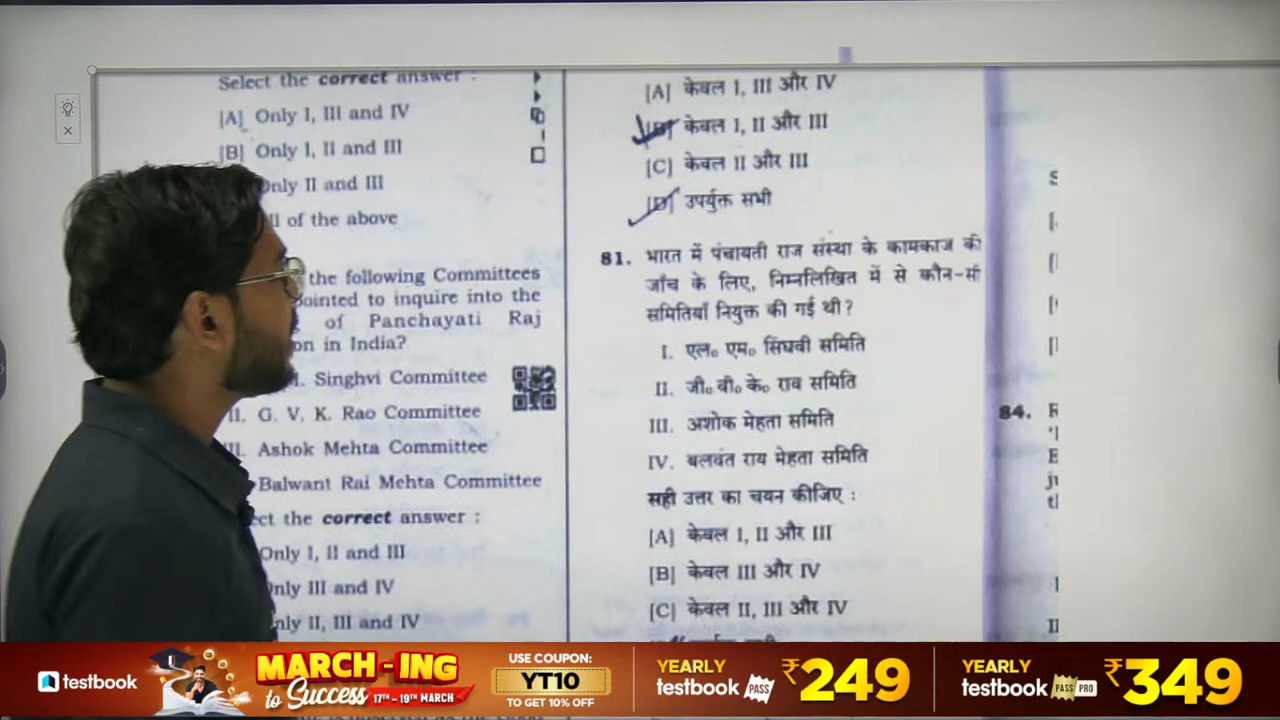 Select the correct answer :
[A] Only I, III and IV
[B] Only I, II and III
Only II and III
of the above
the following Committees
to inquire into the
of Panchayati Raj
in India?
Singhvi Committee
II. G. V. K. Rao Committee
III. Ashok Mehta Committee
Balwant Rai Mehta Committee
the correct answer :
Only I, II and III
Only III and IV
Only II, III and IV
[A] केवल I, III और IV
[B] केवल I, II और III
[C] केवल II और III
[D] उपर्युक्त सभी
81. भारत में पंचायती राज संस्था के कामकाज की
जाँच के लिए, निम्नलिखित में से कौन-सी
समितियाँ नियुक्त की गई थी?
I. एल० एम० सिंघवी समिति
II. जी० वी० के० राव समिति
III. अशोक मेहता समिति
IV. बलवंत राय मेहता समिति
सही उत्तर का चयन कीजिए :
[A] केवल I, II और III
[B] केवल III और IV
[C] केवल II, III और IV
84.
testbook
MARCH-ING
to Success
17TH - 19TH MARCH
USE COUPON:
YT10
TO GET 10% OFF
YEARLY
testbook PASS
₹249
YEARLY
testbook PASS PRO
₹349